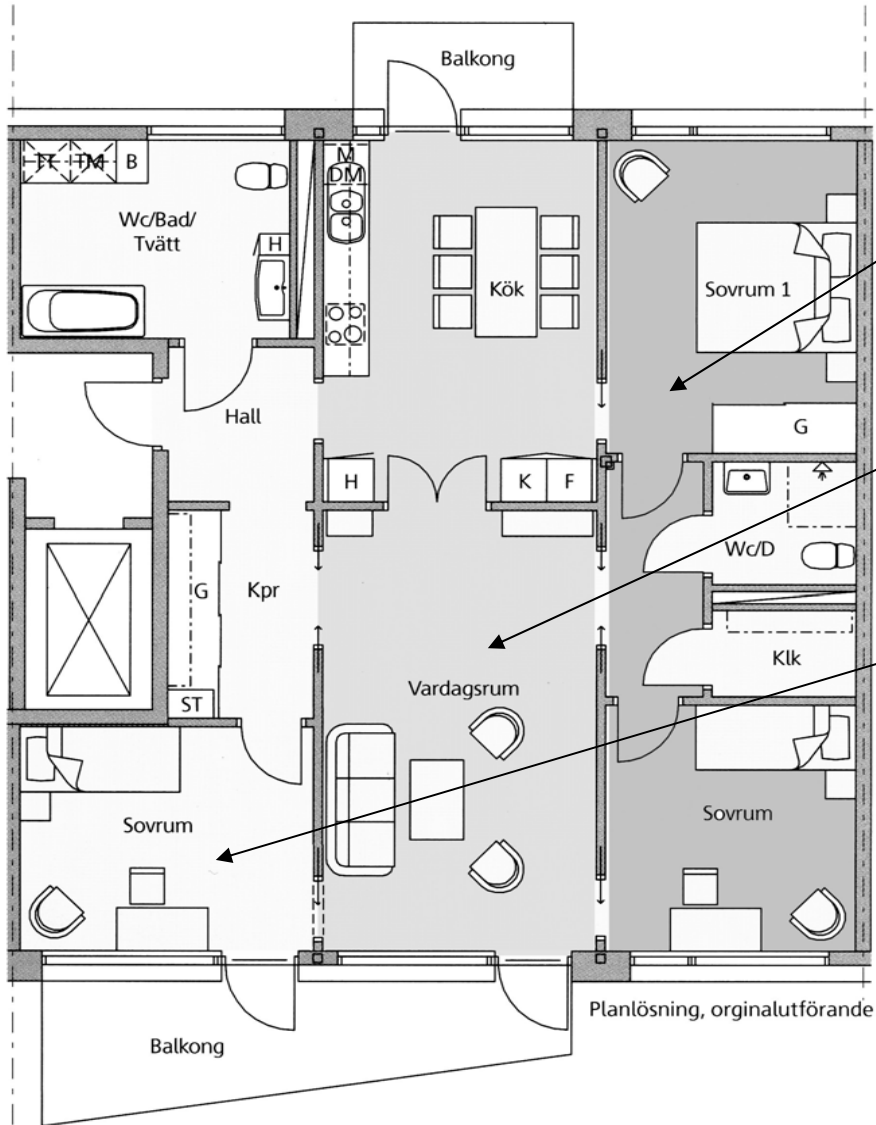 Balkong
TT TM B
M
DM
Wc/Bad/
Tvätt
H
Kök
Sovrum 1
Hall
G
H
K F
Wc/D
G
Kpr
Klk
Vardagsrum
ST
Sovrum
Sovrum
Planlösning, orginalutförande
Balkong